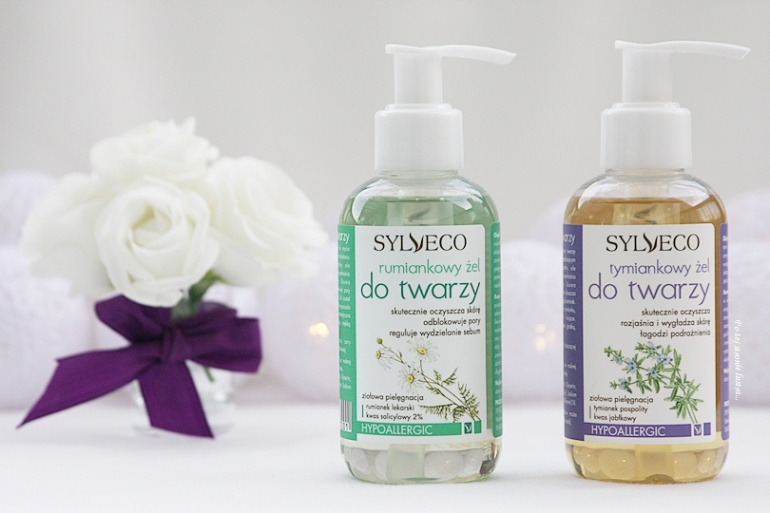 SYLVECO
rumiankowy żel
do twarzy
skutecznie oczyszcza skórę
odblokowuje pory
reguluje wydzielanie sebum
ziołowa pielęgnacja
rumianek lekarski
kwas salicylowy 2%
HYPOALLERGIC
SYLVECO
tymiankowy żel
do twarzy
skutecznie oczyszcza
rozjaśnia i wygładza skórę
łagodzi podrażnienia
ziołowa pielęgnacja
tymianek pospolity
kwas jabłkowy
HYPOALLERGIC